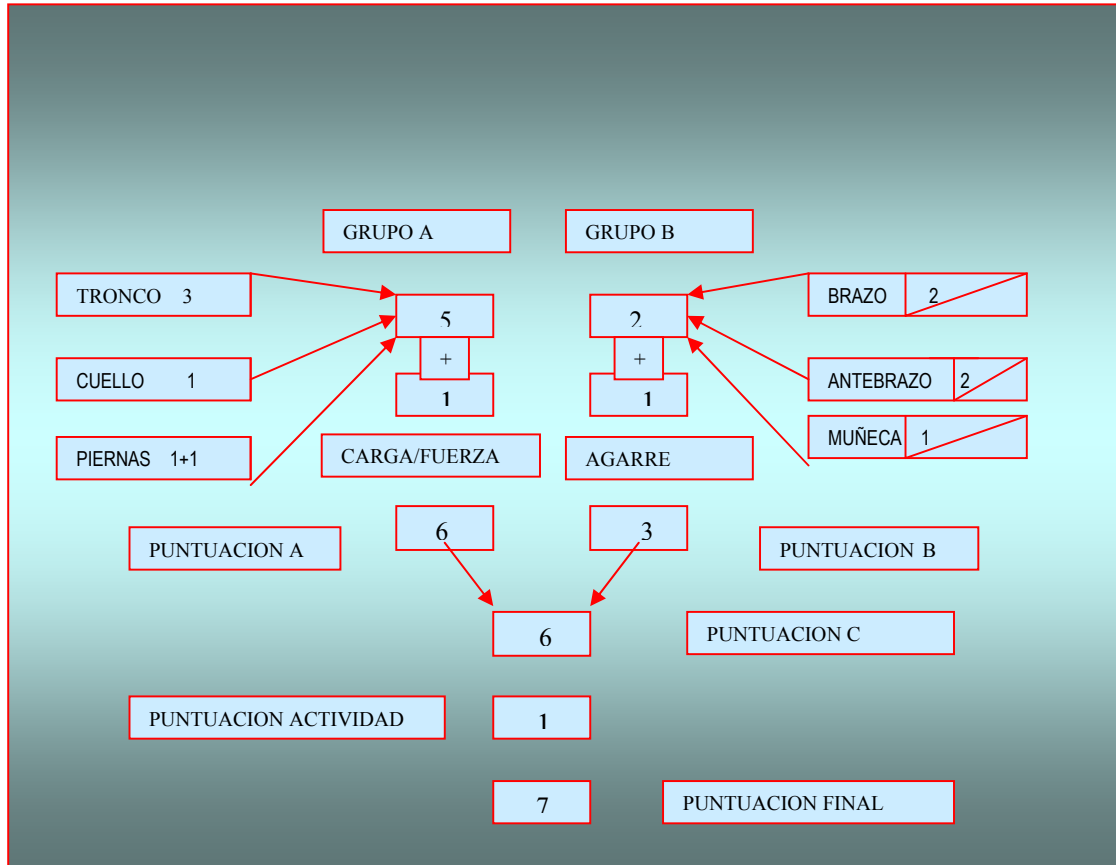 GRUPO A GRUPO B
TRONCO 3
5
2
BRAZO 2
+
+
CUELLO 1
1
1
ANTEBRAZO 2
MUÑECA 1
PIERNAS 1+1
CARGA/FUERZA
AGARRE
PUNTUACION A
6
3
PUNTUACION B
6
PUNTUACION C
PUNTUACION ACTIVIDAD
1
7
PUNTUACION FINAL